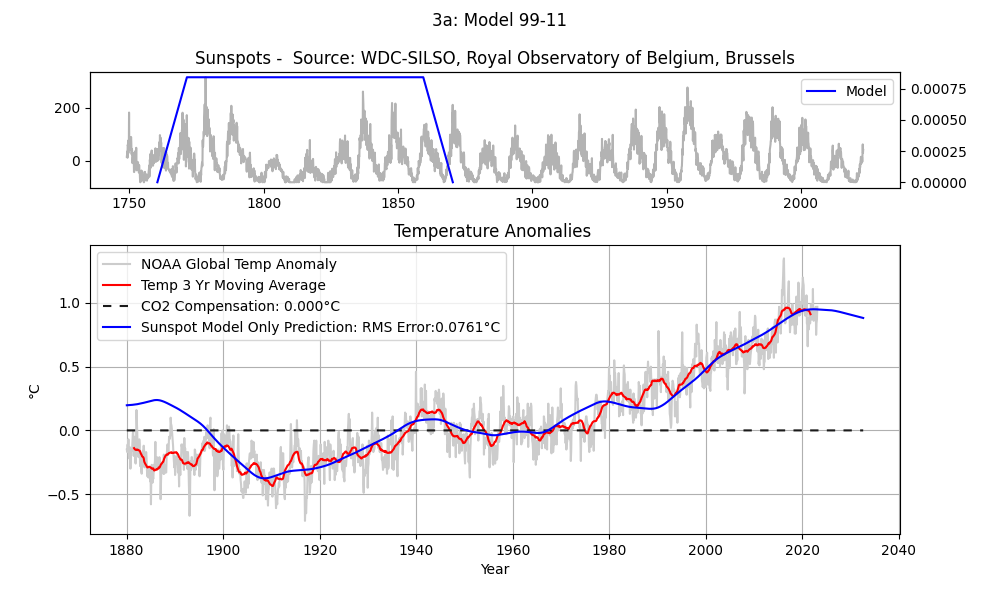 3a: Model 99-11
Sunspots -  Source: WDC-SILSO, Royal Observatory of Belgium, Brussels
Model
200
0
0.00075
0.00050
0.00025
0.00000
1750 1800 1850 1900 1950 2000
Temperature Anomalies
NOAA Global Temp Anomaly
Temp 3 Yr Moving Average
CO2 Compensation: 0.000°C
Sunspot Model Only Prediction: RMS Error:0.0761°C
1.0
0.5
0.0
−0.5
°C
1880 1900 1920 1940 1960 1980 2000 2020 2040
Year